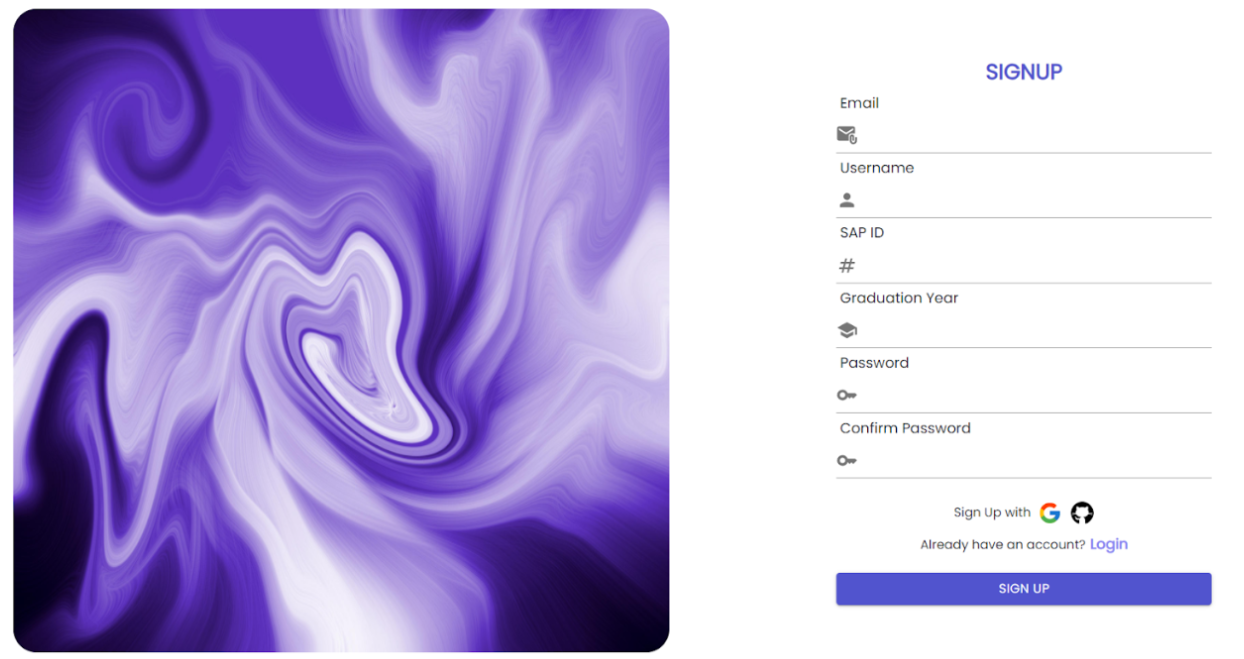 SIGNUP
Email
Username
SAP ID
Graduation Year
Password
Confirm Password
Sign Up with
Already have an account? Login
SIGN UP